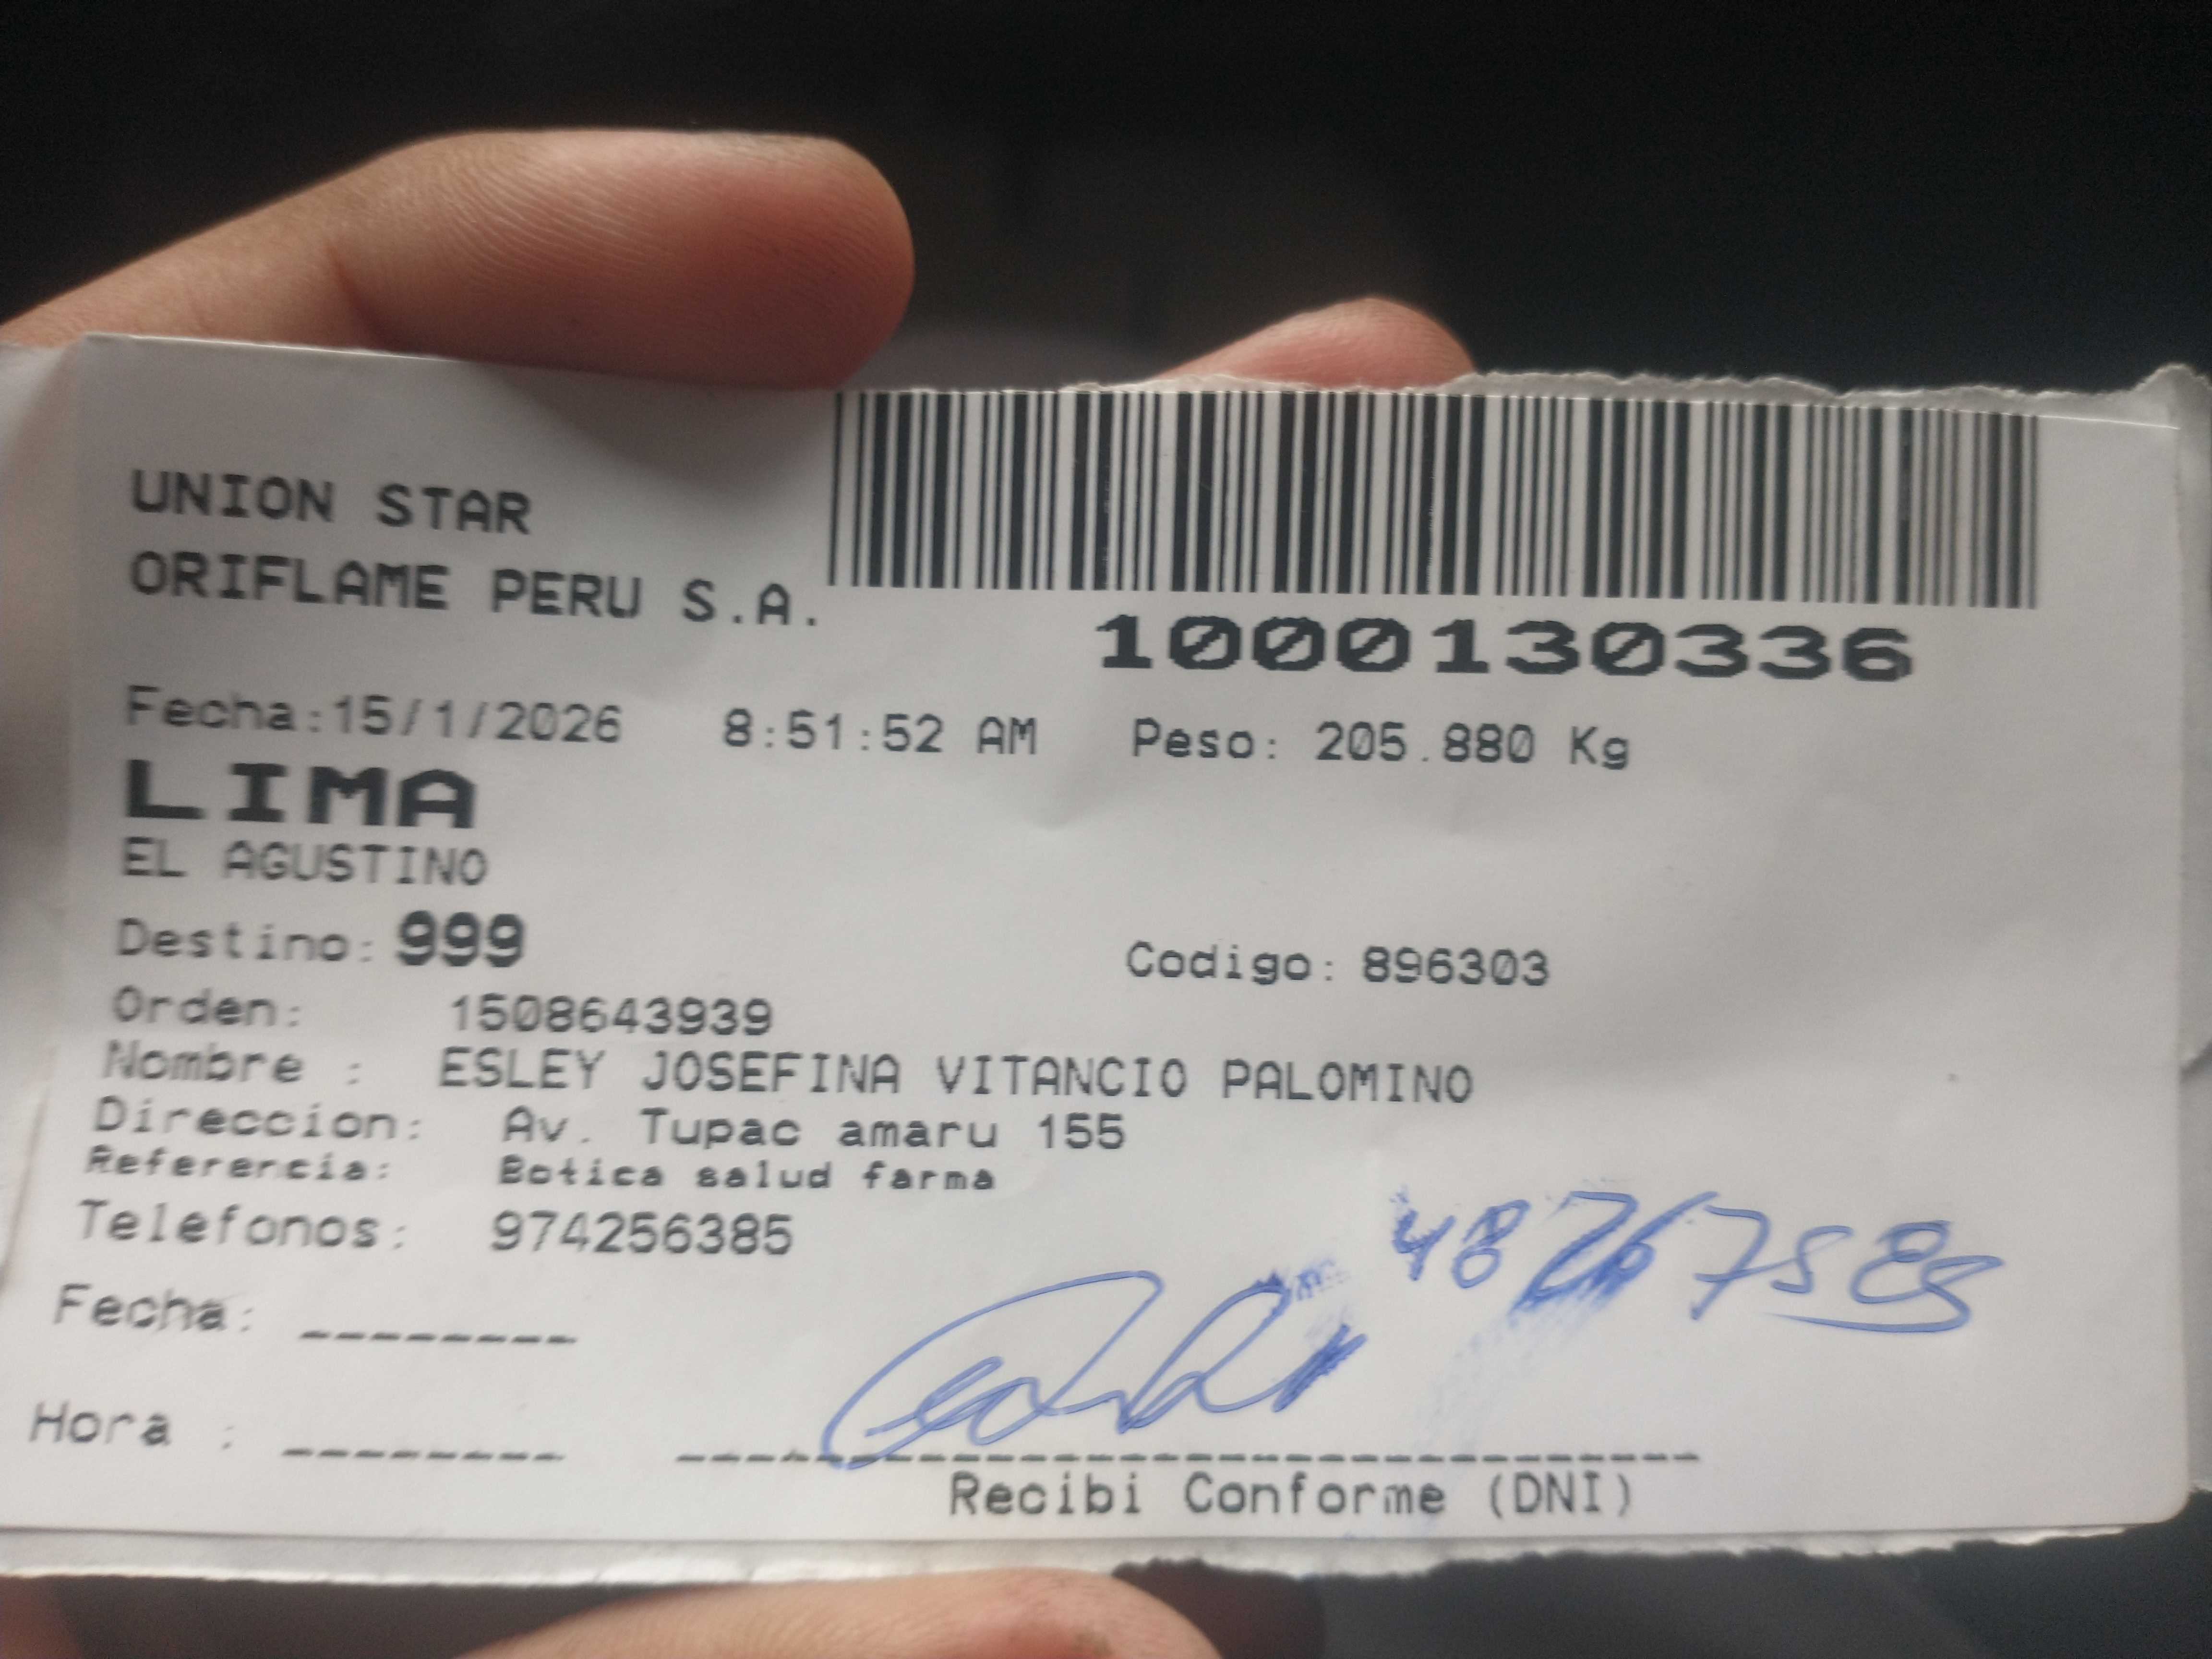 UNION STAR
ORIFLAME PERU S.A.
1000130336
Fecha:15/1/2026 8:51:52 AM Peso: 205.880 Kg
LIMA
EL AGUSTINO
Destino: 999 Codigo: 896303
Orden: 1508643939
Nombre : ESLEY JOSEFINA VITANCIO PALOMINO
Direccion: Av. Tupac amaru 155
Referencia: Botica salud farma
Telefonos: 974256385
Fecha:
Hora :
Recibi Conforme (DNI)